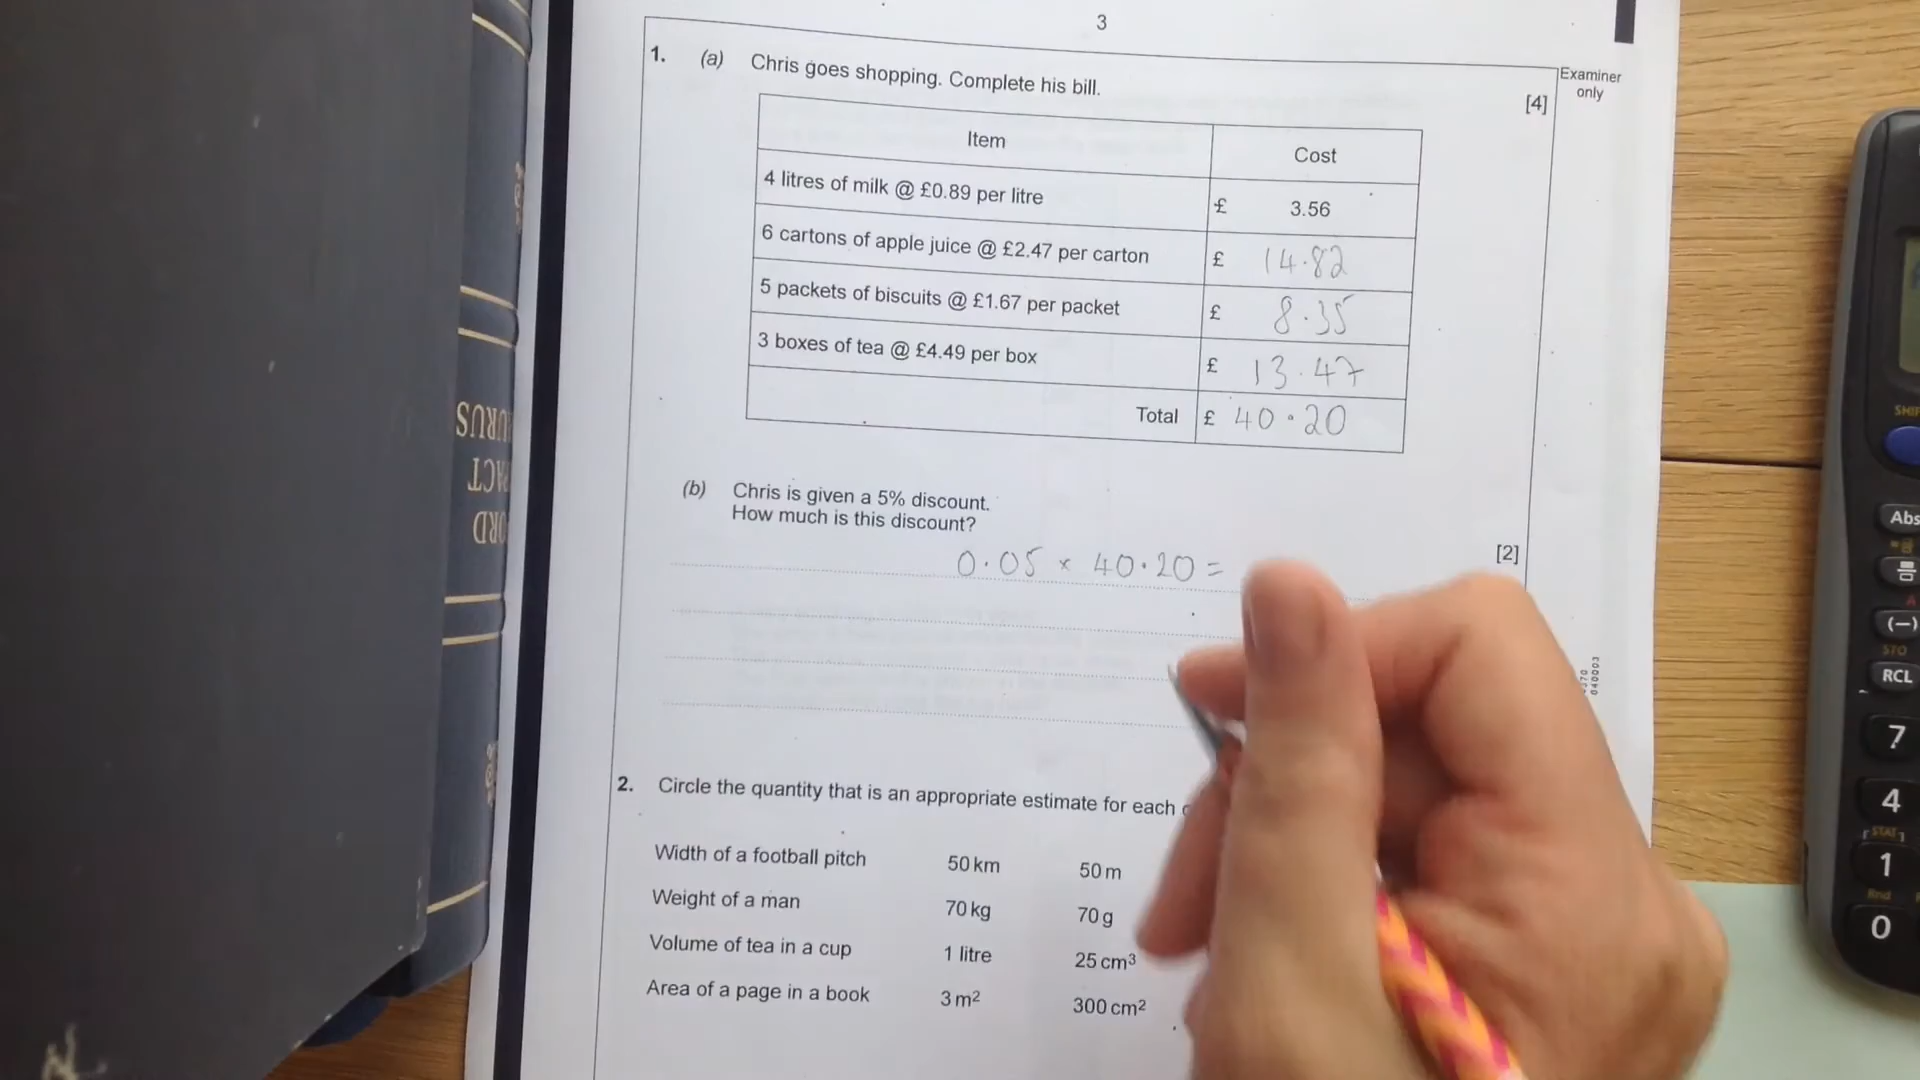 3
Examiner
only
1. (a) Chris goes shopping. Complete his bill.
[4]
Item Cost
4 litres of milk @ £0.89 per litre £ 3.56
6 cartons of apple juice @ £2.47 per carton £ 14.82
5 packets of biscuits @ £1.67 per packet £ 8.35
3 boxes of tea @ £4.49 per box £ 13.47
Total £ 40.20
(b) Chris is given a 5% discount.
How much is this discount?
[2]
0.05 × 40.20 =
040003
2. Circle the quantity that is an appropriate estimate for each
Width of a football pitch 50 km 50 m
Weight of a man 70 kg 70 g
Volume of tea in a cup 1 litre 25 cm³
Area of a page in a book 3 m² 300 cm²
Abs
(−)
STO
RCL
7
4
STAT
1
Rnd
0